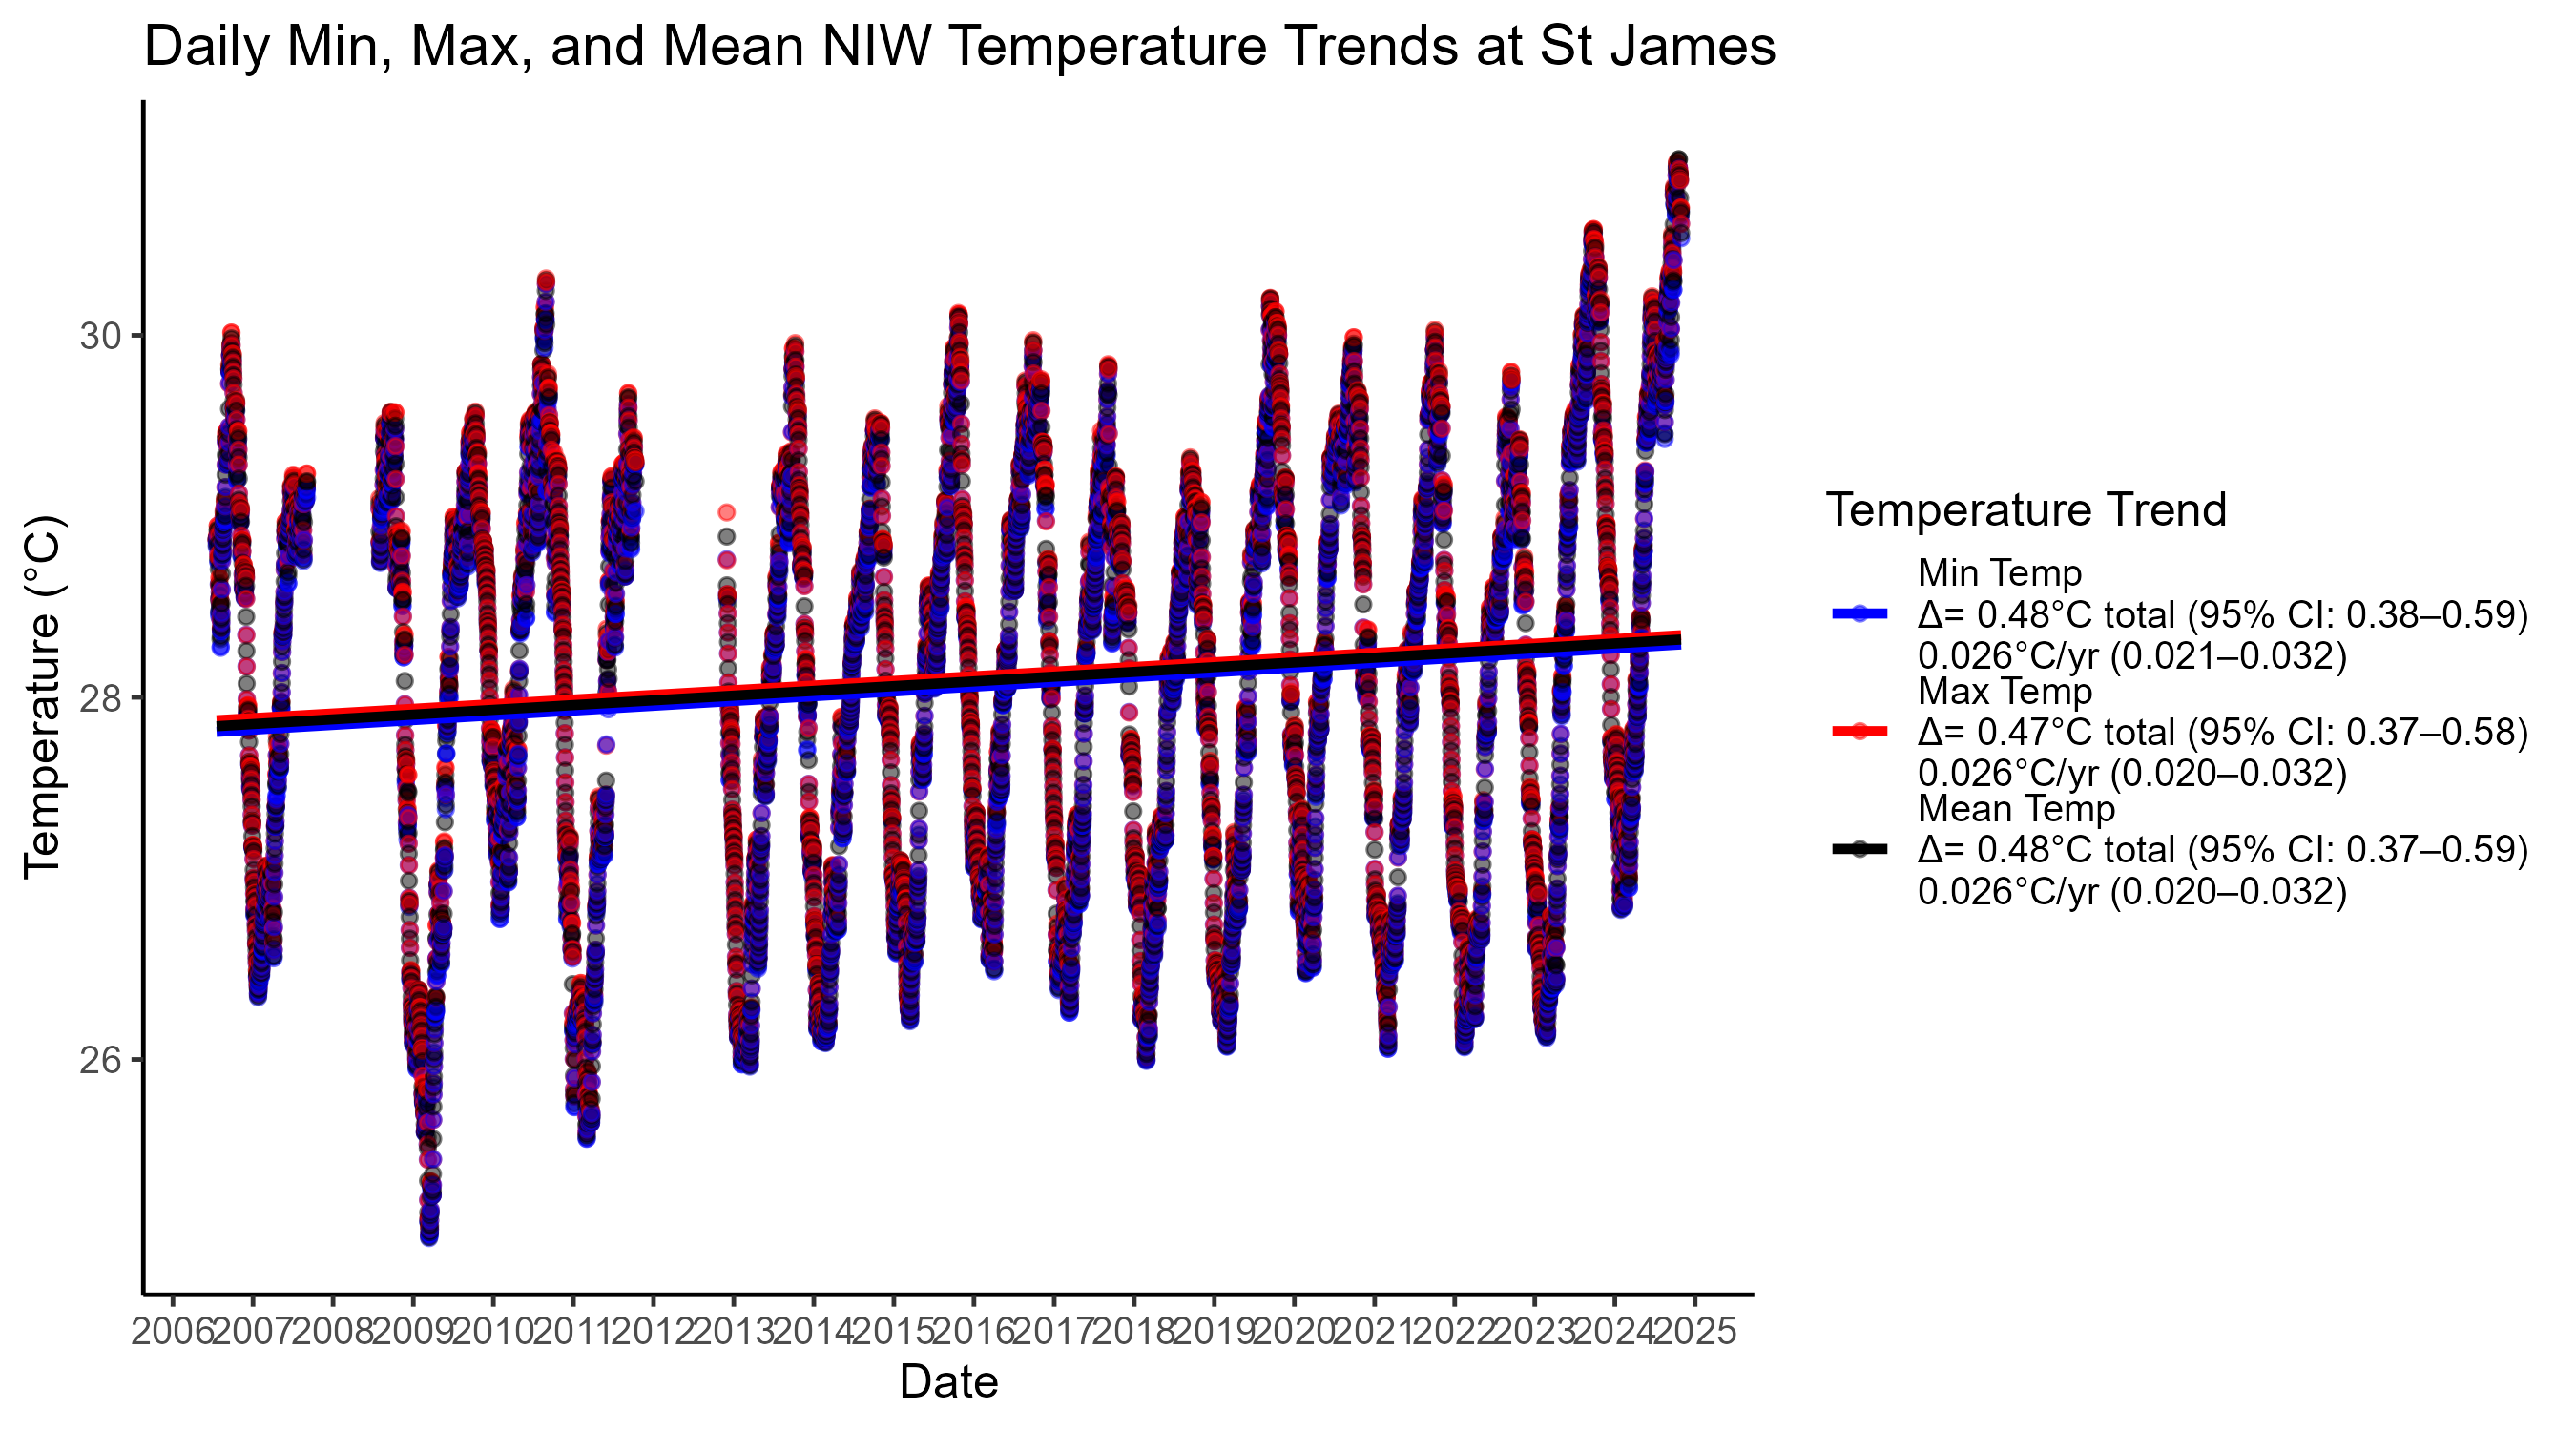 Daily Min, Max, and Mean NIW Temperature Trends at St James
Temperature (°C)
30
28
26
2006 2007 2008 2009 2010 2011 2012 2013 2014 2015 2016 2017 2018 2019 2020 2021 2022 2023 2024 2025
Date
Temperature Trend
Min Temp
Δ= 0.48°C total (95% CI: 0.38–0.59)
0.026°C/yr (0.021–0.032)
Max Temp
Δ= 0.47°C total (95% CI: 0.37–0.58)
0.026°C/yr (0.020–0.032)
Mean Temp
Δ= 0.48°C total (95% CI: 0.37–0.59)
0.026°C/yr (0.020–0.032)